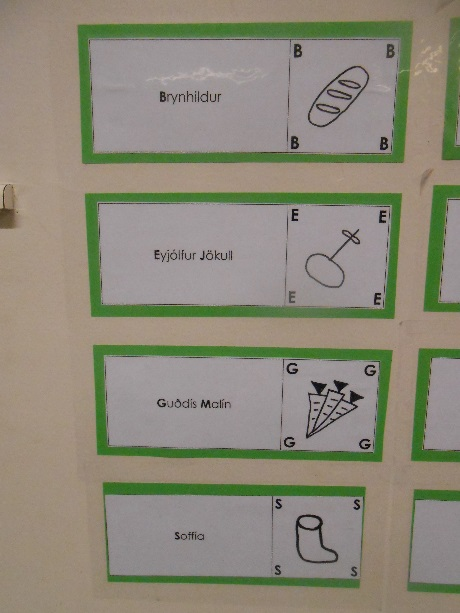 B B
Brynhildur
B B
E E
Eyjólfur Jökull
E E
G G
Guðdís Malín
G G
S S
Soffía
S S